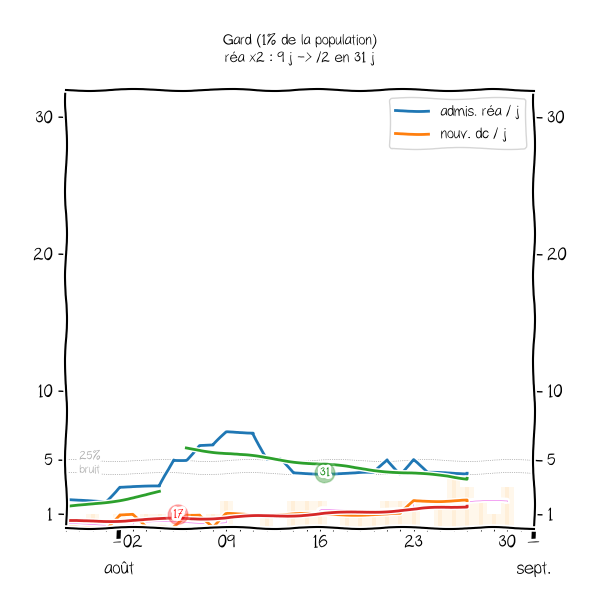 Gard (1% de la population)
réa x2 : 9 j -> /2 en 31 j
admis. réa / j
nouv. dc / j
30
30
20
20
10
10
5
5
25%
bruit
31
17
1
1
02
09
16
23
30
août
sept.